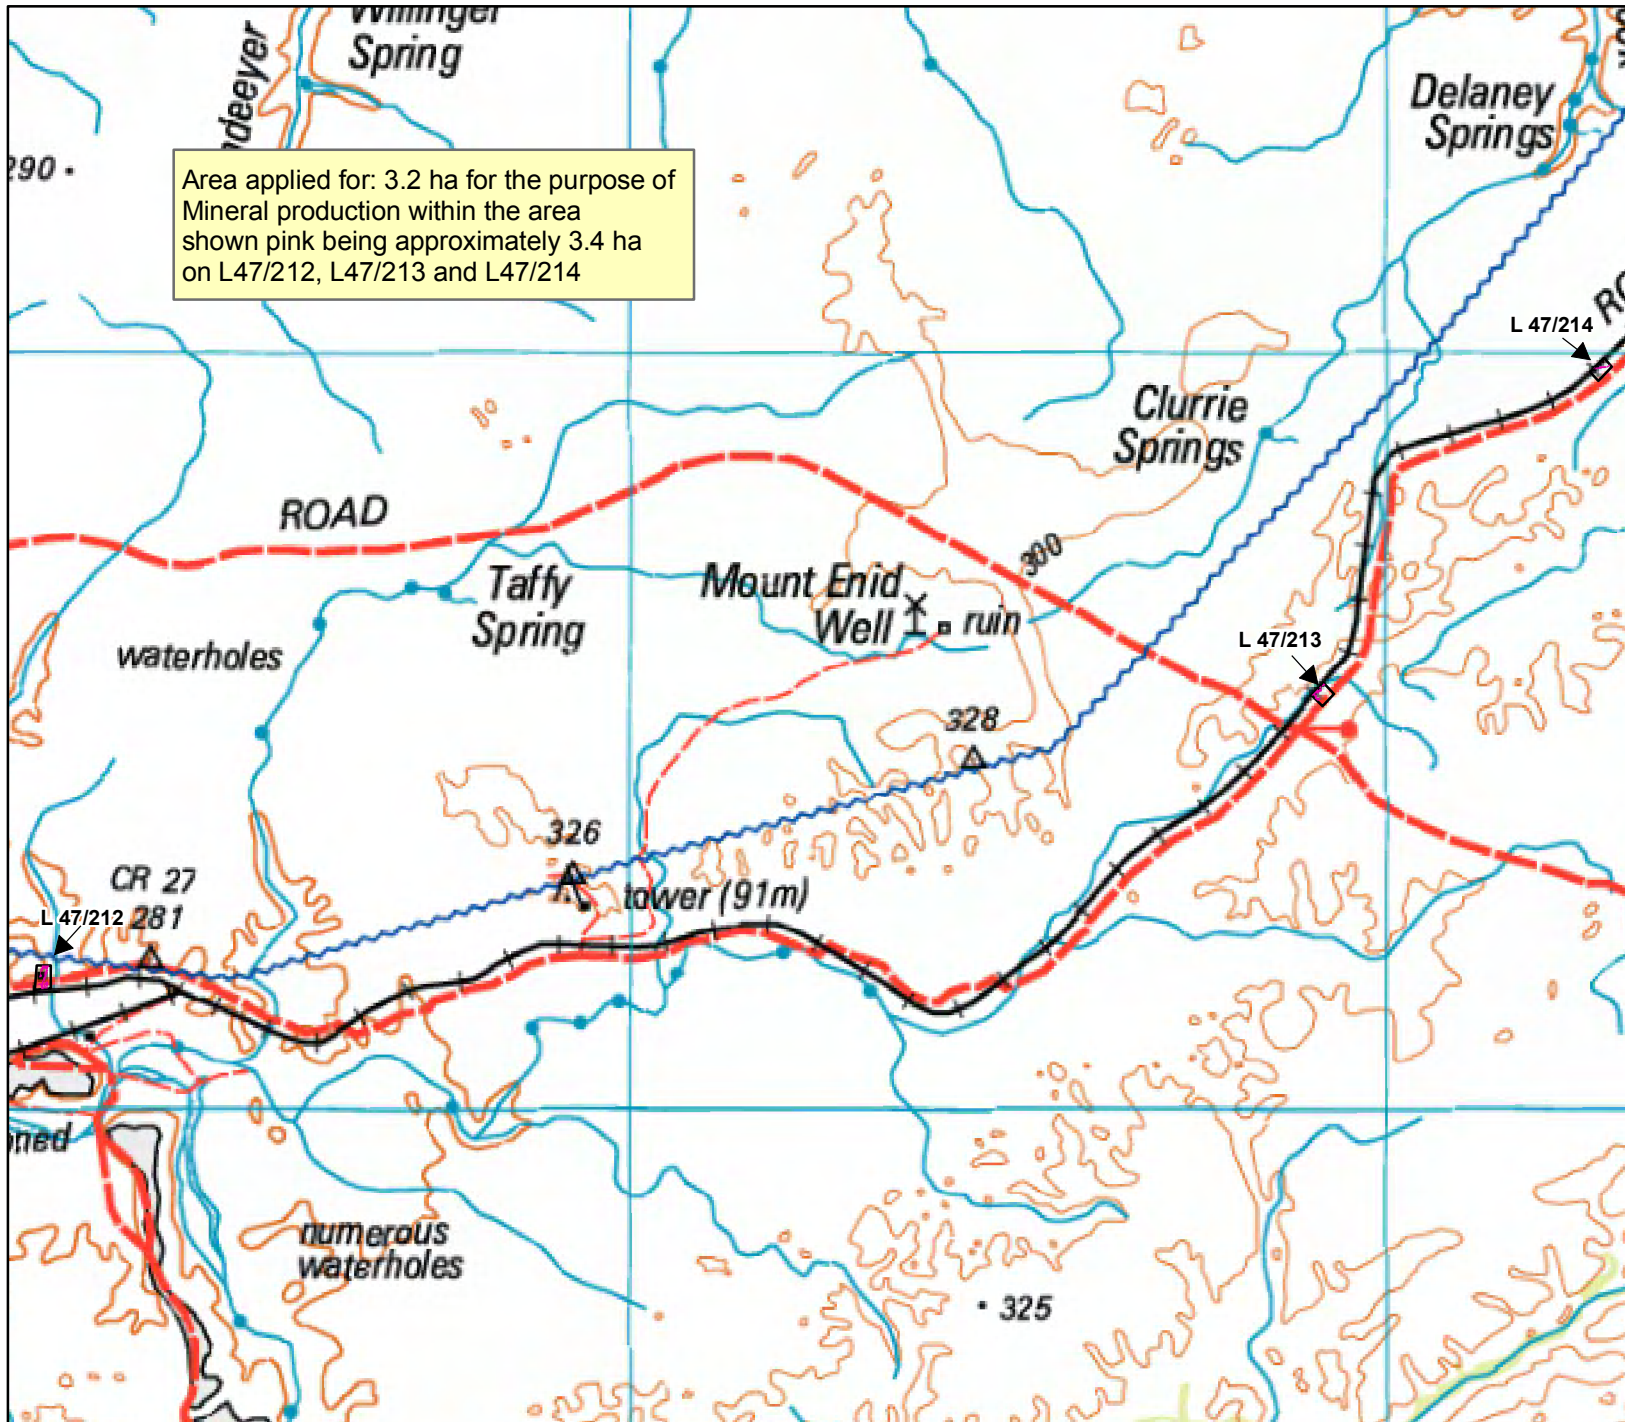 Spring
Delaney
Springs
290
Area applied for: 3.2 ha for the purpose of
Mineral production within the area
shown pink being approximately 3.4 ha
on L47/212, L47/213 and L47/214
L 47/214
Clurrie
Springs
ROAD
300
Taffy
Spring
Mount Enid
Well
ruin
waterholes
L 47/213
328
326
CR 27
281
L 47/212
tower (91m)
numerous
waterholes
325